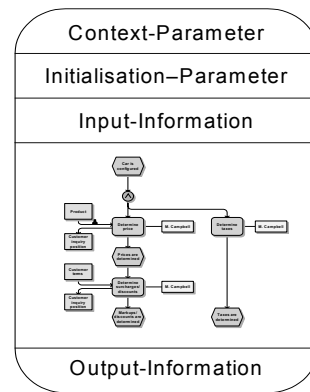 Context-Parameter
Initialisation–Parameter
Input-Information
Car is
configured
Product
Determine
price
M. Campbell
Determine
taxes
M. Campbell
Customer
inquiry
position
Prices are
determined
Customer
terms
Determine
surcharges/
discounts
M. Campbell
Customer
inquiry
position
Markups/
discounts are
determined
Taxes are
determined
Output-Information